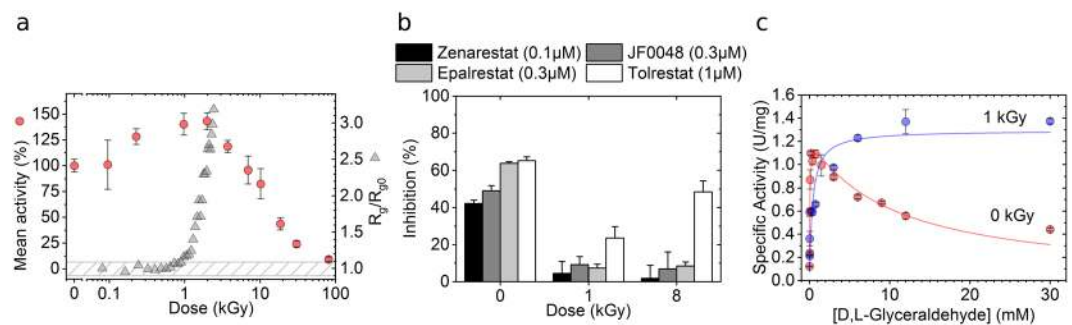 a
Mean activity (%)
150
125
100
75
50
25
0
3.0
2.5
2.0
1.5
1.0
Rg/Rg0
0 0.1 1 10 100
Dose (kGy)
b
Zenarestat (0.1µM) JF0048 (0.3µM)
Epalrestat (0.3µM) Tolrestat (1µM)
Inhibition (%)
100
80
60
40
20
0
0 1 8
Dose (kGy)
c
Specific Activity (U/mg)
1.6
1.4
1.2
1.0
0.8
0.6
0.4
0.2
0.0
1 kGy
0 kGy
0 5 10 15 20 25 30
[D,L-Glyceraldehyde] (mM)